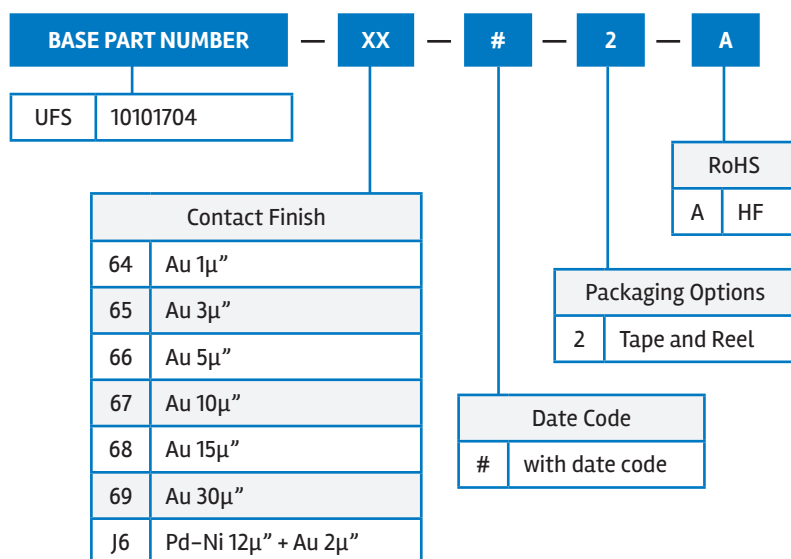 BASE PART NUMBER — XX — # — 2 — A
UFS 10101704
RoHS
A HF
Contact Finish
64 Au 1μ”
65 Au 3μ”
66 Au 5μ”
67 Au 10μ”
68 Au 15μ”
69 Au 30μ”
J6 Pd–Ni 12μ” + Au 2μ”
Packaging Options
2 Tape and Reel
Date Code
# with date code